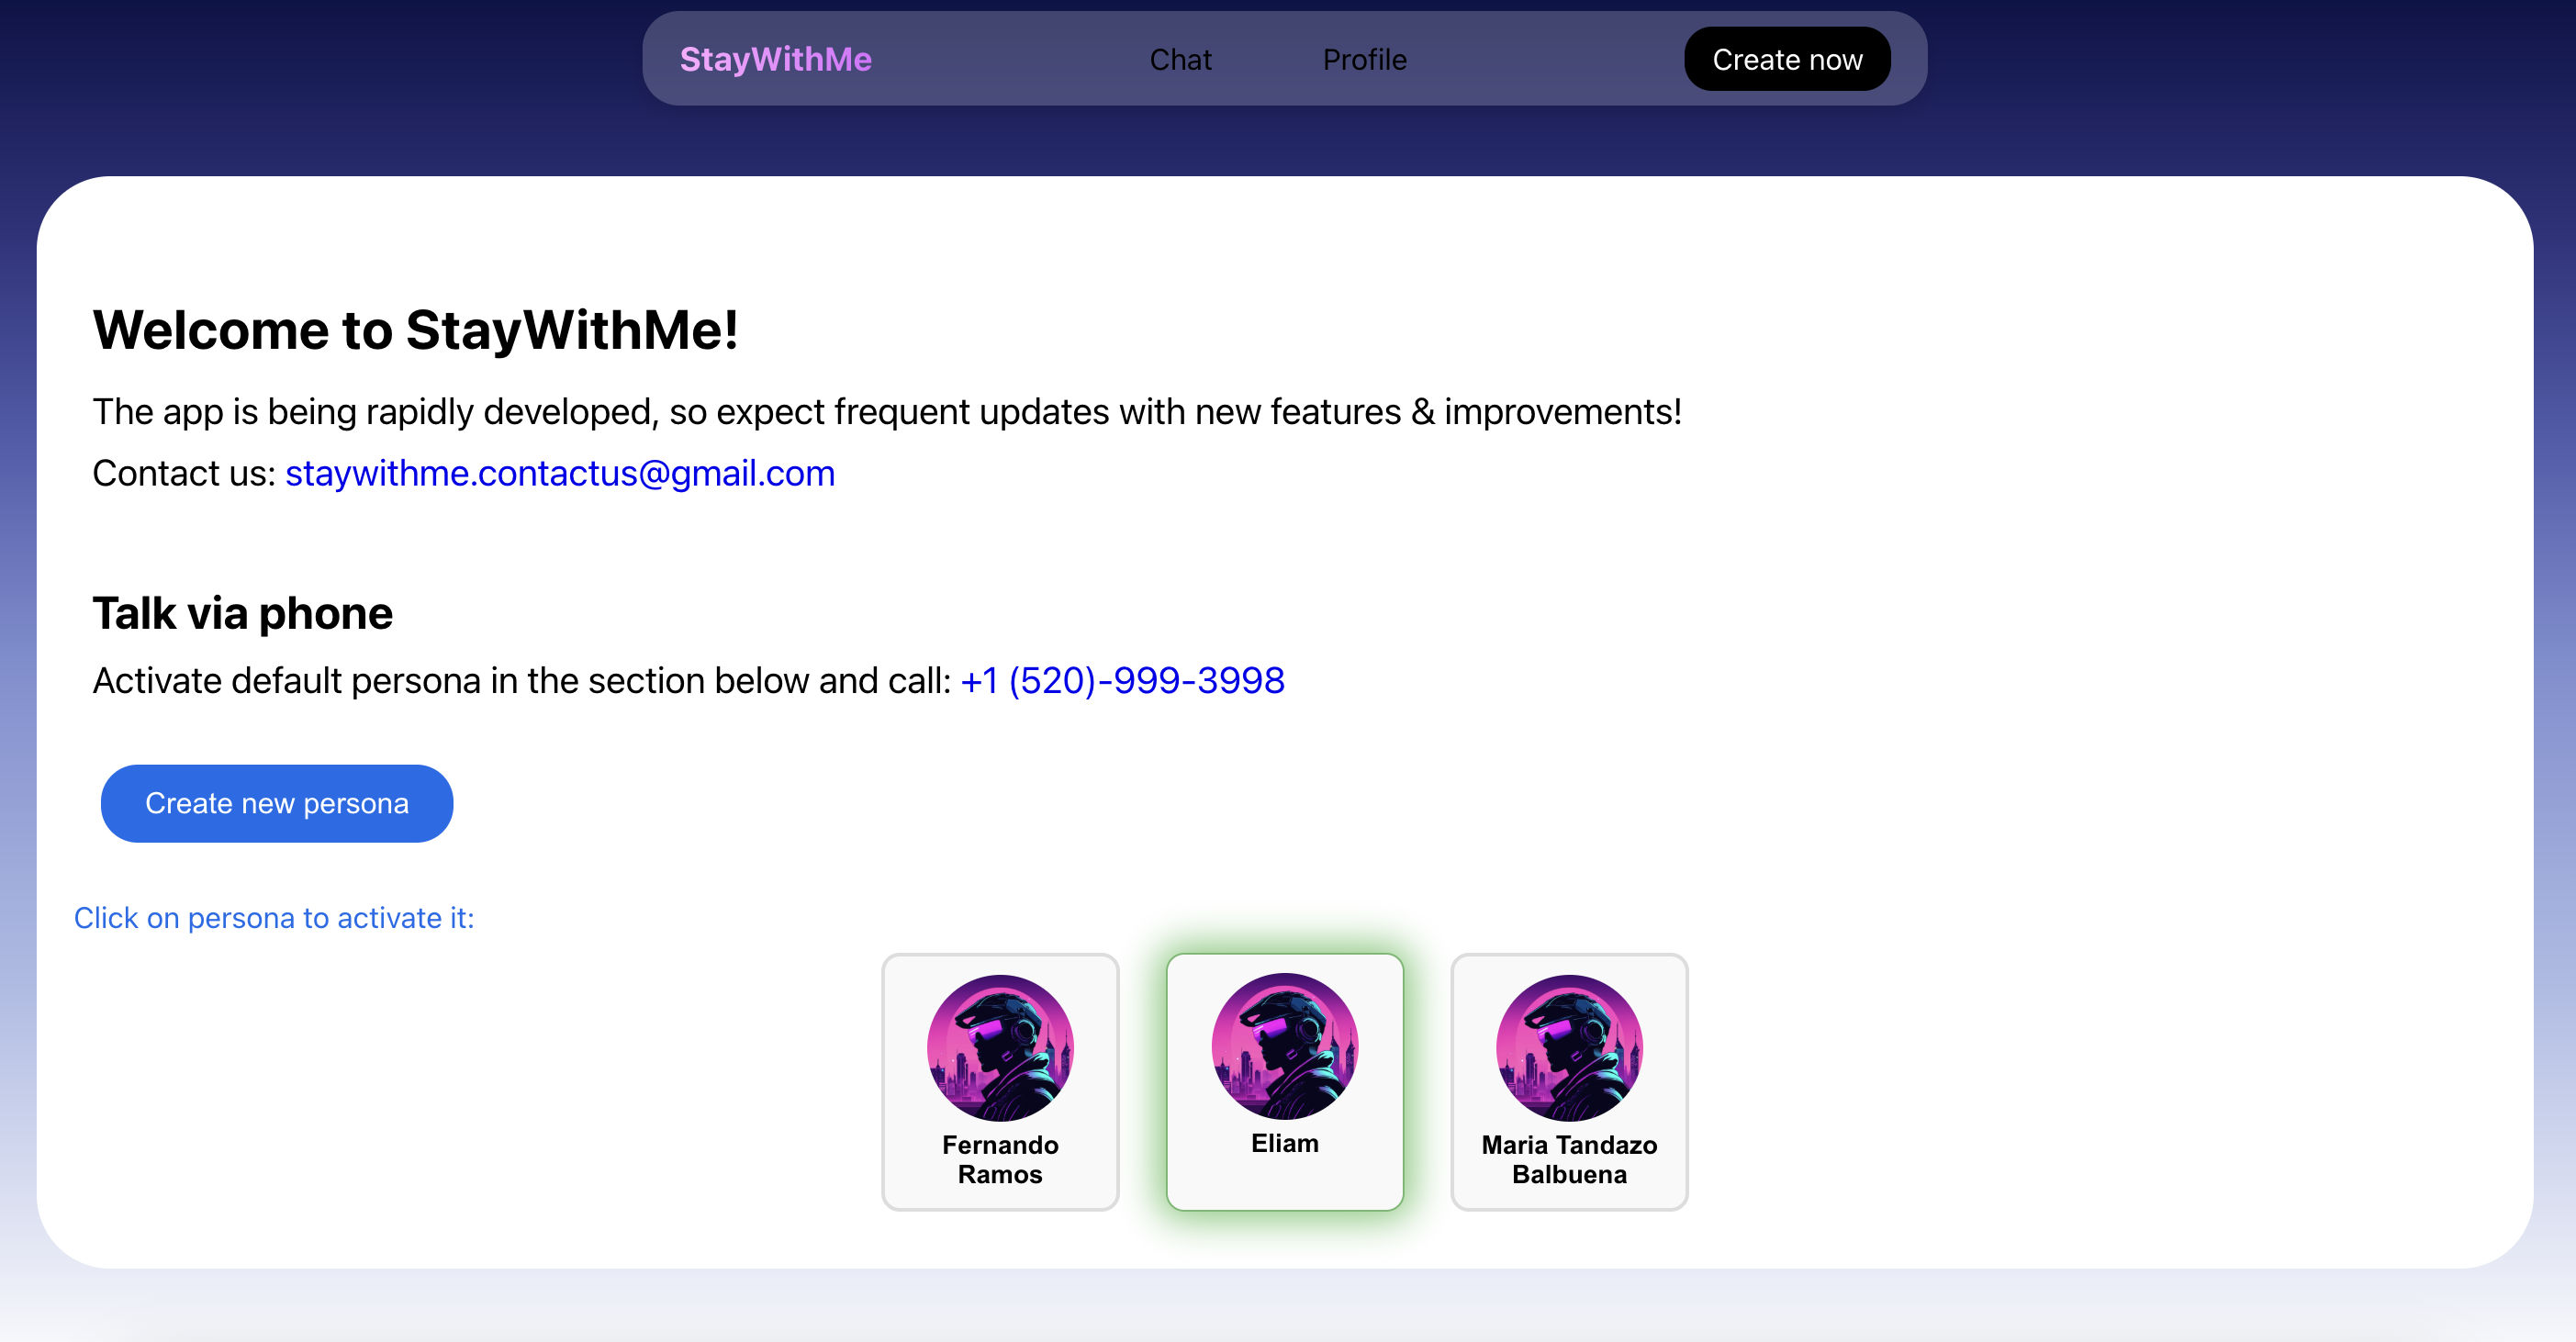 StayWithMe
Chat
Profile
Create now
Welcome to StayWithMe!
The app is being rapidly developed, so expect frequent updates with new features & improvements!
Contact us: staywithme.contactus@gmail.com
Talk via phone
Activate default persona in the section below and call: +1 (520)-999-3998
Create new persona
Click on persona to activate it:
Fernando
Ramos
Eliam
Maria Tandazo
Balbuena